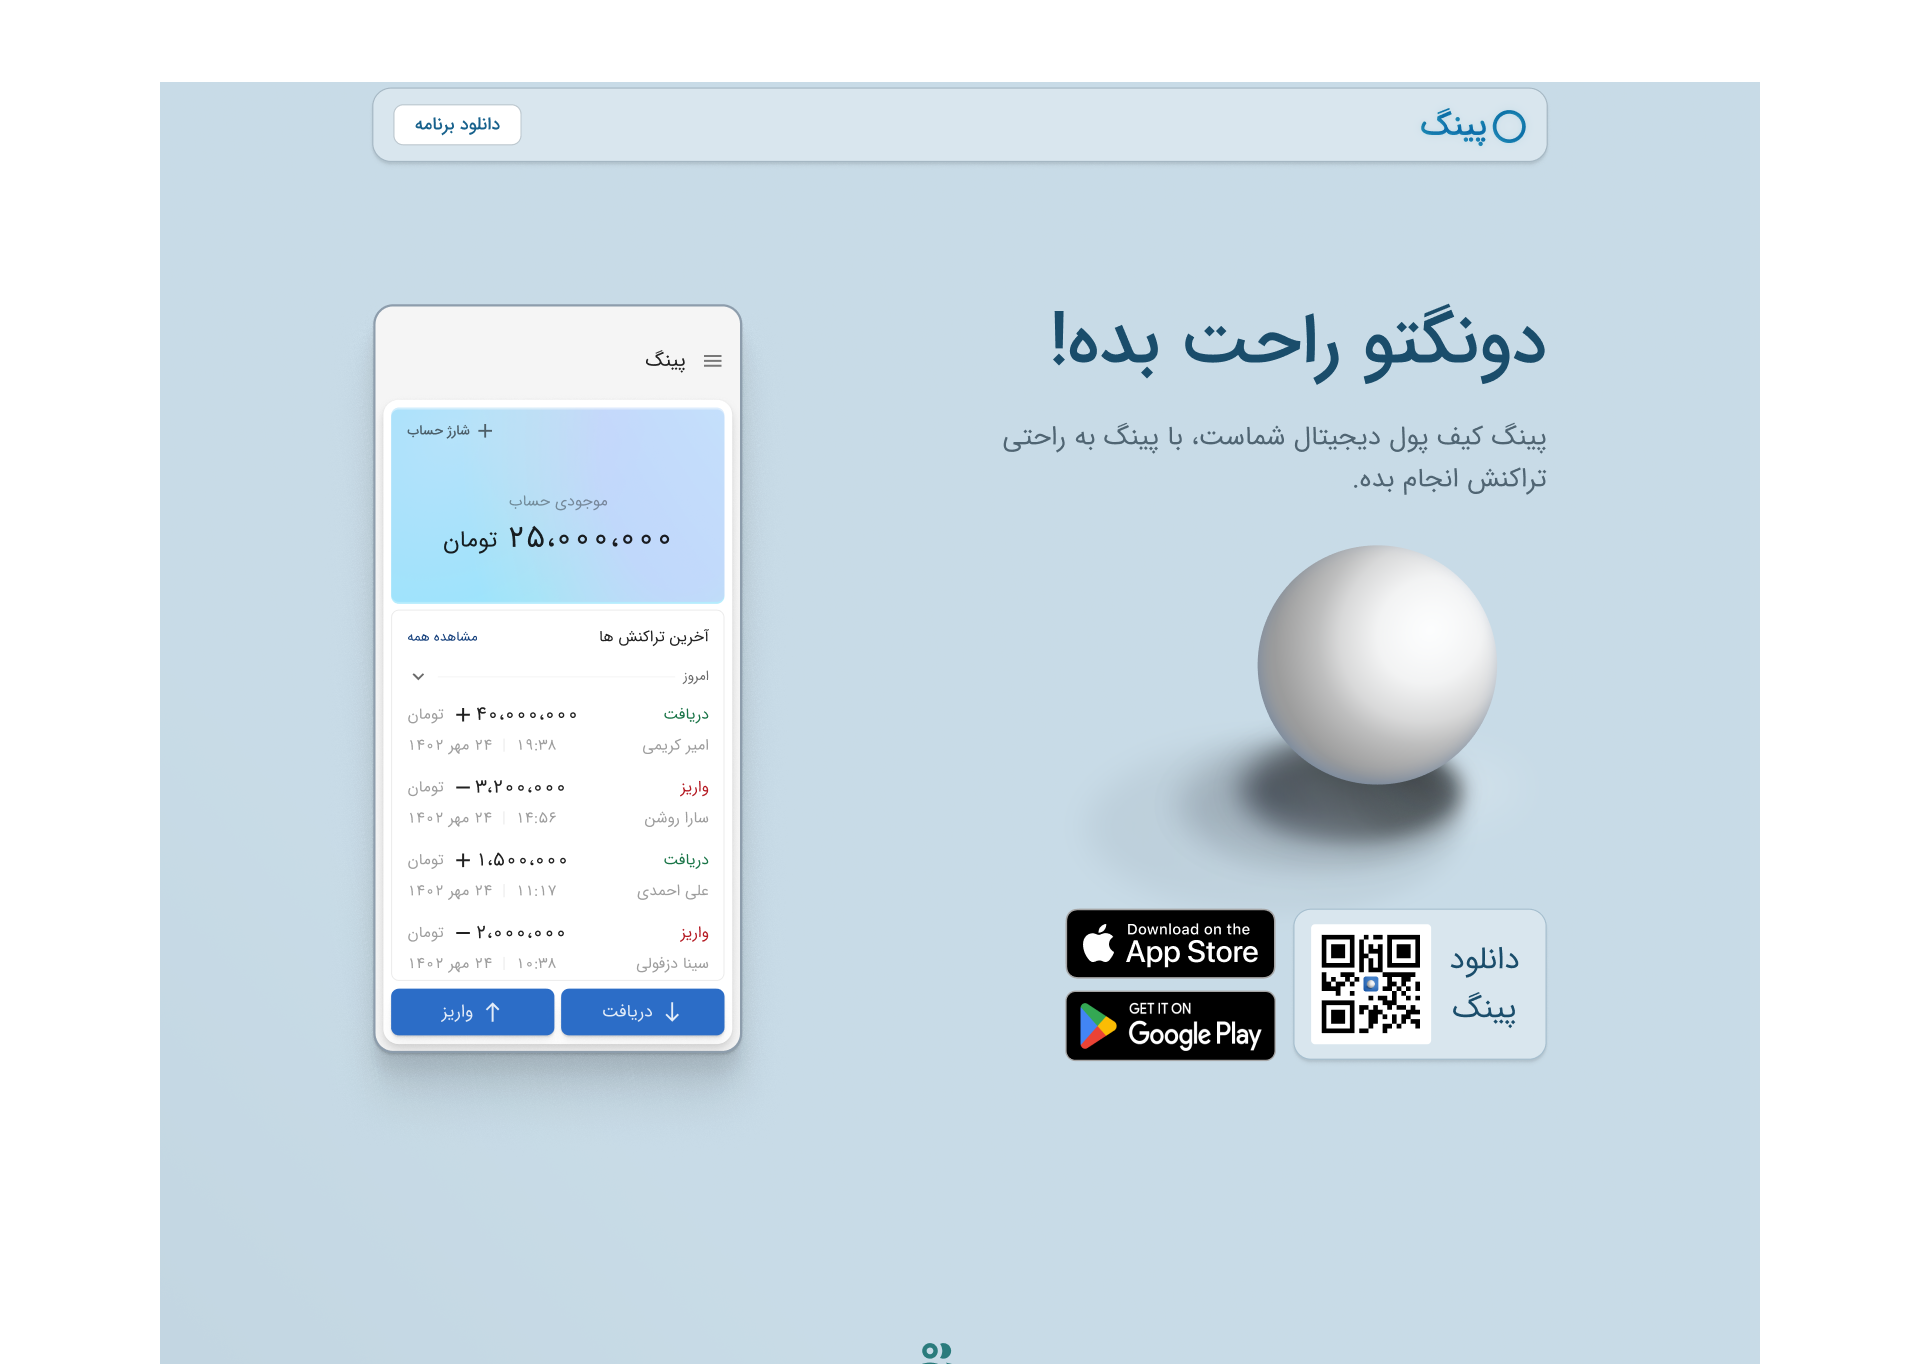 پینگ
دانلود برنامه
دونگتو راحت بده!
پینگ کیف پول دیجیتال شماست، با پینگ به راحتی
تراکنش انجام بده.
دانلود
پینگ
Download on the
App Store
GET IT ON
Google Play
پینگ
شارژ حساب
موجودی حساب
۲۵،۰۰۰،۰۰۰ تومان
آخرین تراکنش ها
مشاهده همه
امروز
دریافت
+ ۴۰،۰۰۰،۰۰۰ تومان
امیر کریمی
۱۹:۳۸ | ۲۴ مهر ۱۴۰۲
واریز
− ۳،۲۰۰،۰۰۰ تومان
سارا روشن
۱۴:۵۶ | ۲۴ مهر ۱۴۰۲
دریافت
+ ۱،۵۰۰،۰۰۰ تومان
علی احمدی
۱۱:۱۷ | ۲۴ مهر ۱۴۰۲
واریز
− ۲،۰۰۰،۰۰۰ تومان
سینا دزفولی
۱۰:۳۸ | ۲۴ مهر ۱۴۰۲
دریافت
واریز